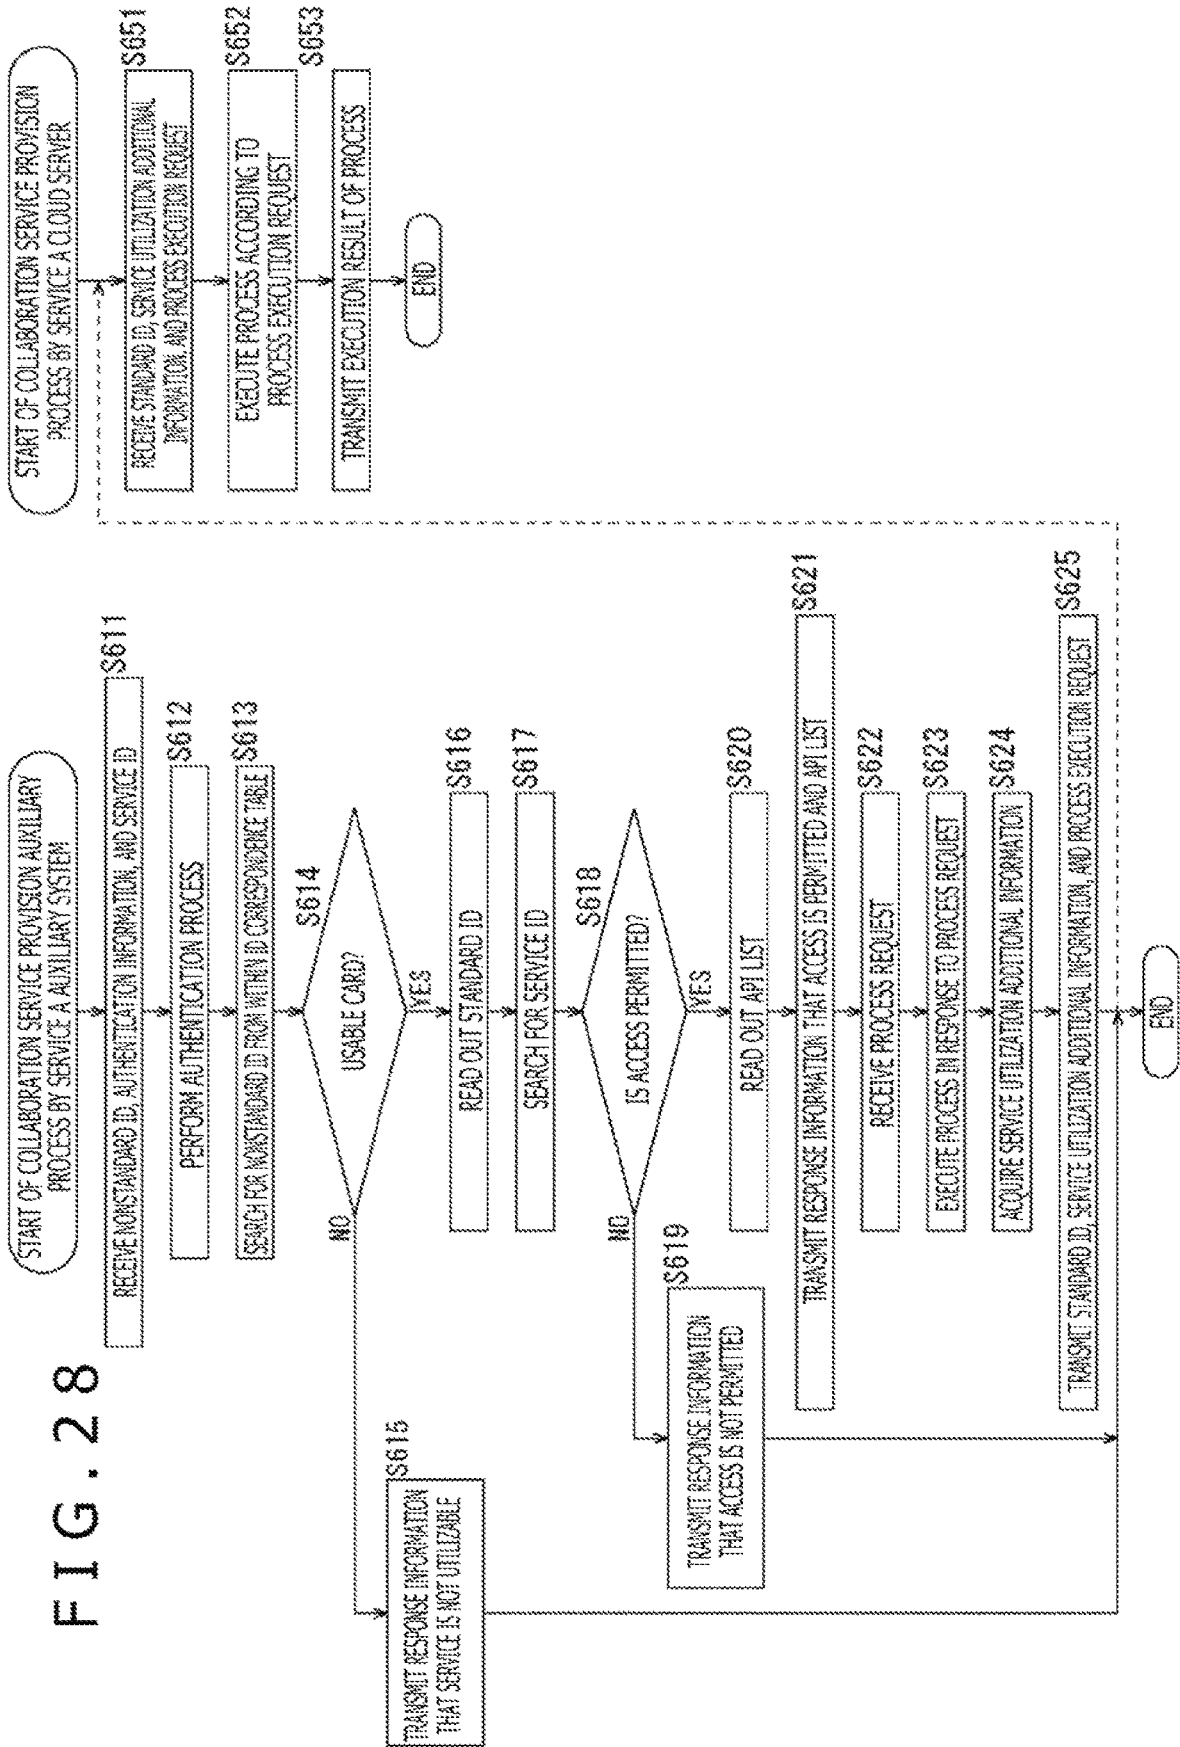 FIG.28
START OF COLLABORATION SERVICE PROVISION AUXILIARY
PROCESS BY SERVICE A AUXILIARY SYSTEM
S611
RECEIVE NONSTANDARD ID, AUTHENTICATION INFORMATION, AND SERVICE ID
S612
PERFORM AUTHENTICATION PROCESS
S613
SEARCH FOR NONSTANDARD ID FROM WITHIN ID CORRESPONDENCE TABLE
S614
USABLE CARD?
NO
YES
S615
TRANSMIT RESPONSE INFORMATION
THAT SERVICE IS NOT UTILIZABLE
S616
READ OUT STANDARD ID
S617
SEARCH FOR SERVICE ID
S618
IS ACCESS PERMITTED?
NO
YES
S619
TRANSMIT RESPONSE INFORMATION
THAT ACCESS IS NOT PERMITTED
S620
READ OUT API LIST
S621
TRANSMIT RESPONSE INFORMATION THAT ACCESS IS PERMITTED AND API LIST
S622
RECEIVE PROCESS REQUEST
S623
EXECUTE PROCESS IN RESPONSE TO PROCESS REQUEST
S624
ACQUIRE SERVICE UTILIZATION ADDITIONAL INFORMATION
S625
TRANSMIT STANDARD ID, SERVICE UTILIZATION ADDITIONAL INFORMATION, AND PROCESS EXECUTION REQUEST
END
START OF COLLABORATION SERVICE PROVISION
PROCESS BY SERVICE A CLOUD SERVER
S651
RECEIVE STANDARD ID, SERVICE UTILIZATION ADDITIONAL
INFORMATION, AND PROCESS EXECUTION REQUEST
S652
EXECUTE PROCESS ACCORDING TO
PROCESS EXECUTION REQUEST
S653
TRANSMIT EXECUTION RESULT OF PROCESS
END